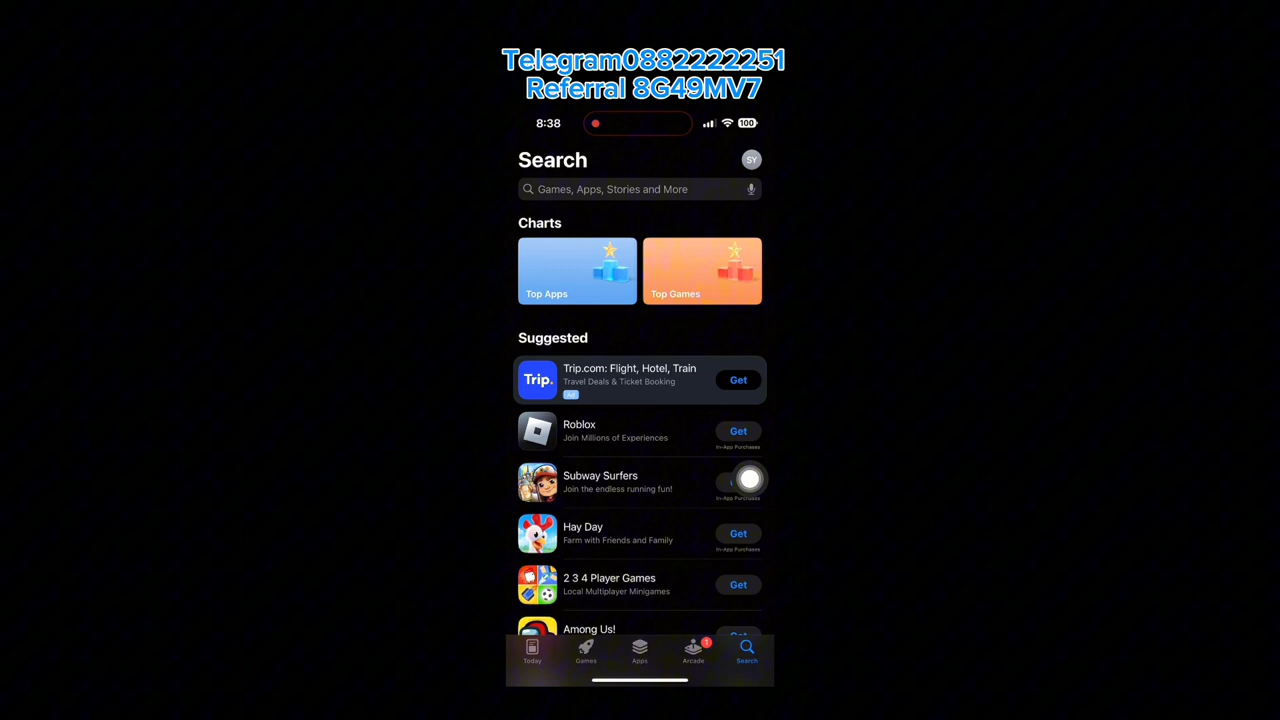 Telegram0882222251
Referral 8G49MV7
8:38
100
Search
SY
Games, Apps, Stories and More
Charts
Top Apps
Top Games
Suggested
Trip.
Trip.com: Flight, Hotel, Train
Travel Deals & Ticket Booking
Ad
Get
Roblox
Join Millions of Experiences
Get
In-App Purchases
Subway Surfers
Join the endless running fun!
In-App Purchases
Hay Day
Farm with Friends and Family
Get
In-App Purchases
2 3 4 Player Games
Local Multiplayer Minigames
Get
Among Us!
1
Today
Games
Apps
Arcade
Search